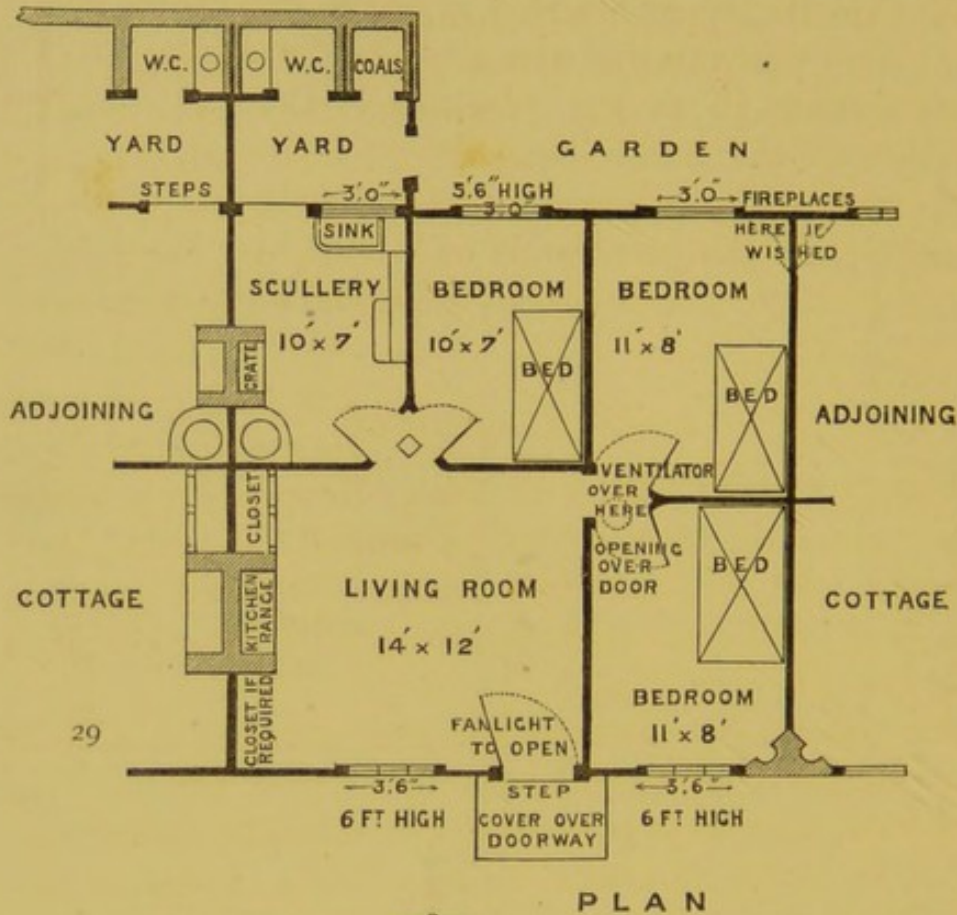 W.C.
W.C.
COALS
YARD
YARD
GARDEN
STEPS
3'.0"
5'.6" HIGH
3'.0"
3'.0"
FIREPLACES
HERE IF
WISHED
SINK
SCULLERY
10' x 7'
BEDROOM
10' x 7'
BEDROOM
11' x 8'
GRATE
BED
BED
ADJOINING
ADJOINING
CLOSET
VENTILATOR
OVER
HERE
OPENING
OVER
DOOR
BED
COTTAGE
KITCHEN
RANGE
LIVING ROOM
14' x 12'
COTTAGE
CLOSET IF
REQUIRED
BEDROOM
11' x 8'
29
FANLIGHT
TO OPEN
3'.6"
6 FT HIGH
STEP
COVER OVER
DOORWAY
3'.6"
6 FT HIGH
PLAN